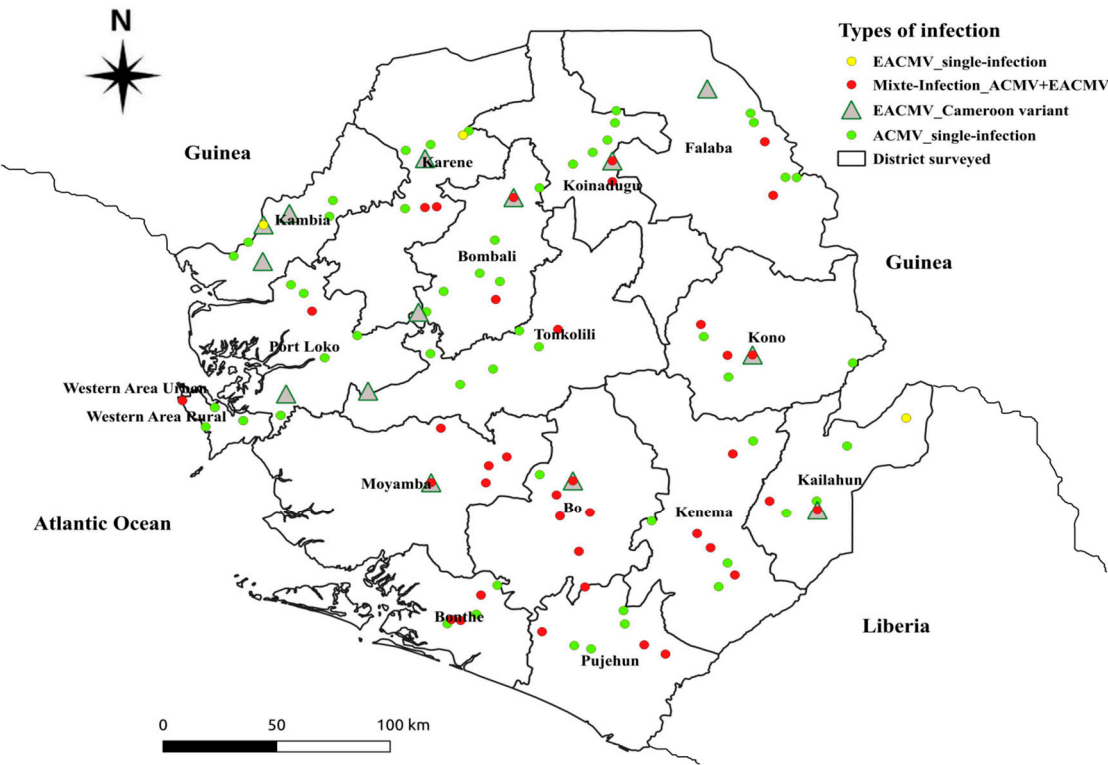 N
Types of infection
EACMV_single-infection
Mixte-Infection_ACMV+EACMV
EACMV_Cameroon variant
ACMV_single-infection
District surveyed
Guinea
Karene
Falaba
Koinadugu
Kambia
Bombali
Guinea
Port Loko
Tonkolili
Kono
Western Area Urban
Western Area Rural
Moyamba
Bo
Kenema
Kailahun
Atlantic Ocean
Bonthe
Pujehun
Liberia
0 50 100 km